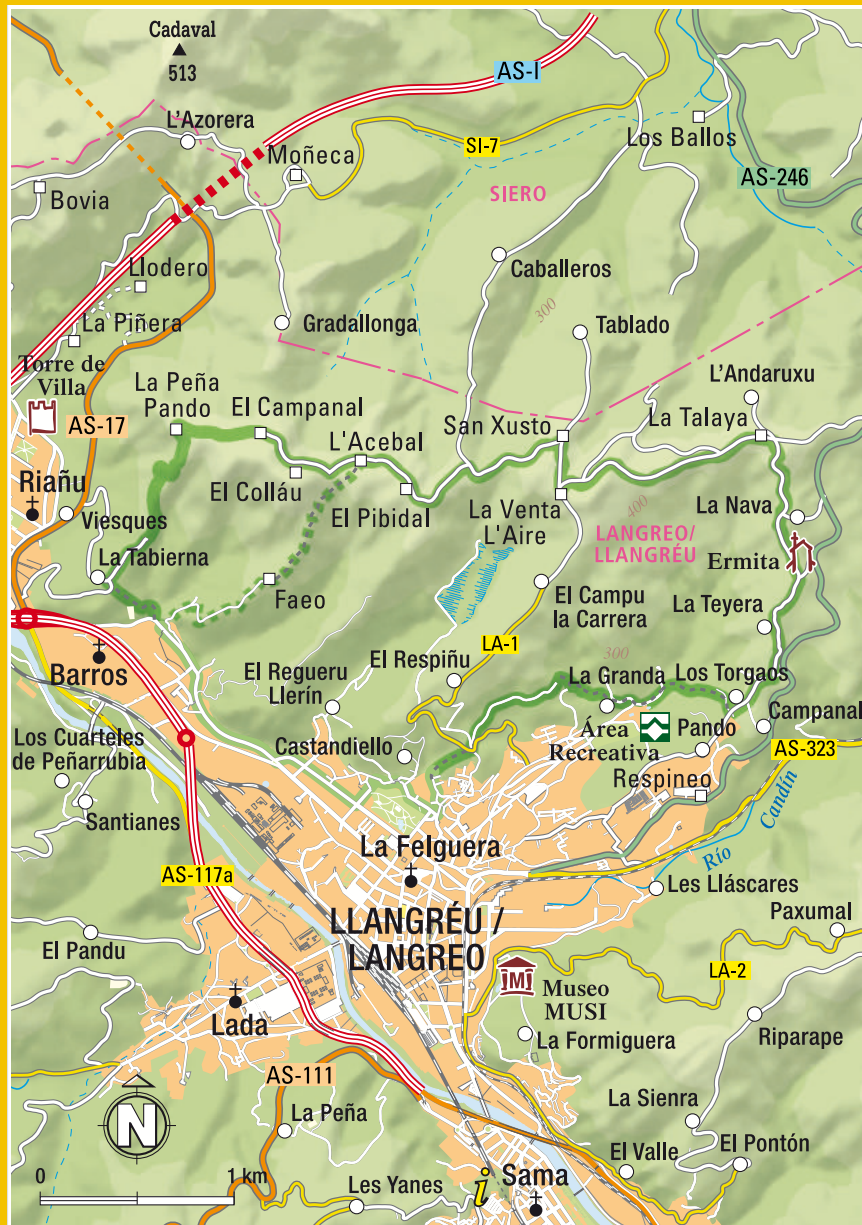 Cadaval
513
AS-I
L'Azorera
Moñeca
SI-7
Los Ballos
AS-246
Bovia
SIERO
Caballeros
Llodero
300
La Piñera
Gradallonga
Tablado
Torre de
Villa
La Peña
Pando
El Campanal
L'Andaruxu
AS-17
San Xusto
La Talaya
L'Acebal
Riañu
El Colláu
El Pibidal
La Venta
L'Aire
400
La Nava
Viesques
LANGREO/
LLANGRÉU
Ermita
La Tabierna
Faeo
El Campu
la Carrera
La Teyera
LA-1
300
Barros
El Regueru
Llerín
El Respiñu
La Granda
Los Torgaos
Los Cuarteles
de Peñarrubia
Castandiello
Área
Recreativa
Pando
Campanal
AS-323
Respineo
Santianes
La Felguera
Río Candín
AS-117a
Les Lláscares
LLANGRÉU /
LANGREO
Paxumal
El Pandu
LA-2
M
Museo
MUSI
Lada
La Formiguera
Riparape
AS-111
La Peña
La Sienra
N
El Valle
El Pontón
0
1 km
i
Sama
Les Yanes